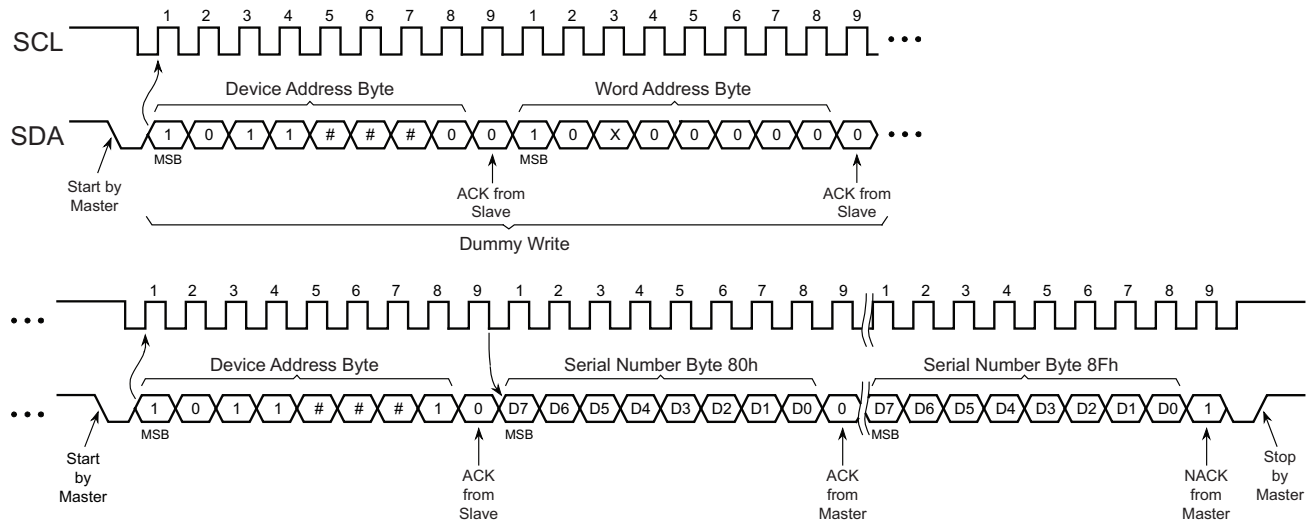 1 2 3 4 5 6 7 8 9 1 2 3 4 5 6 7 8 9
SCL •••
Device Address Byte Word Address Byte
SDA 1 0 1 1 # # # 0 0 1 0 X 0 0 0 0 0 0 •••
MSB MSB
Start by
Master
ACK from
Slave
ACK from
Slave
Dummy Write
1 2 3 4 5 6 7 8 9 1 2 3 4 5 6 7 8 9 1 2 3 4 5 6 7 8 9
•••
Device Address Byte Serial Number Byte 80h Serial Number Byte 8Fh
••• 1 0 1 1 # # # 1 0 D7 D6 D5 D4 D3 D2 D1 D0 0 D7 D6 D5 D4 D3 D2 D1 D0 1
MSB MSB MSB
Start
by
Master
ACK
from
Slave
ACK
from
Master
NACK
from
Master
Stop
by
Master